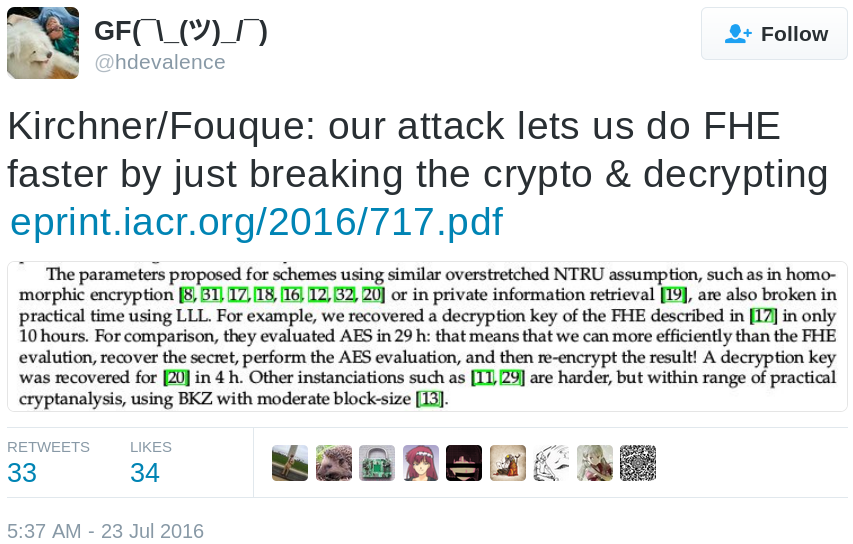 GF(¯\_(ツ)_/¯)
@hdevalence
Follow
Kirchner/Fouque: our attack lets us do FHE
faster by just breaking the crypto & decrypting
eprint.iacr.org/2016/717.pdf
The parameters proposed for schemes using similar overstretched NTRU assumption, such as in homo-
morphic encryption [8, 31, 17, 18, 16, 12, 32, 20] or in private information retrieval [19], are also broken in
practical time using LLL. For example, we recovered a decryption key of the FHE described in [17] in only
10 hours. For comparison, they evaluated AES in 29 h: that means that we can more efficiently than the FHE
evalution, recover the secret, perform the AES evaluation, and then re-encrypt the result! A decryption key
was recovered for [20] in 4 h. Other instanciations such as [11, 29] are harder, but within range of practical
cryptanalysis, using BKZ with moderate block-size [13].
RETWEETS
33
LIKES
34
5:37 AM - 23 Jul 2016